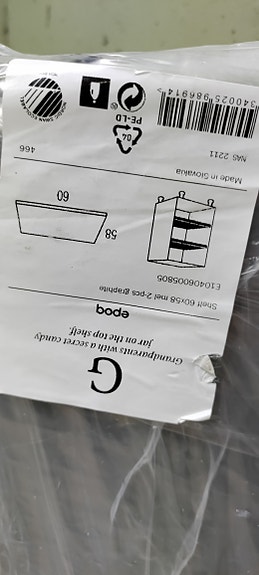 G
Grandparents with a secret candy
jar on the top shelf.
epoq
Shelf 60x58 mel 2-pcs graphite
E10406005805
58
60
Made in Slovakia
466
NAS 2211
04
PE-LD